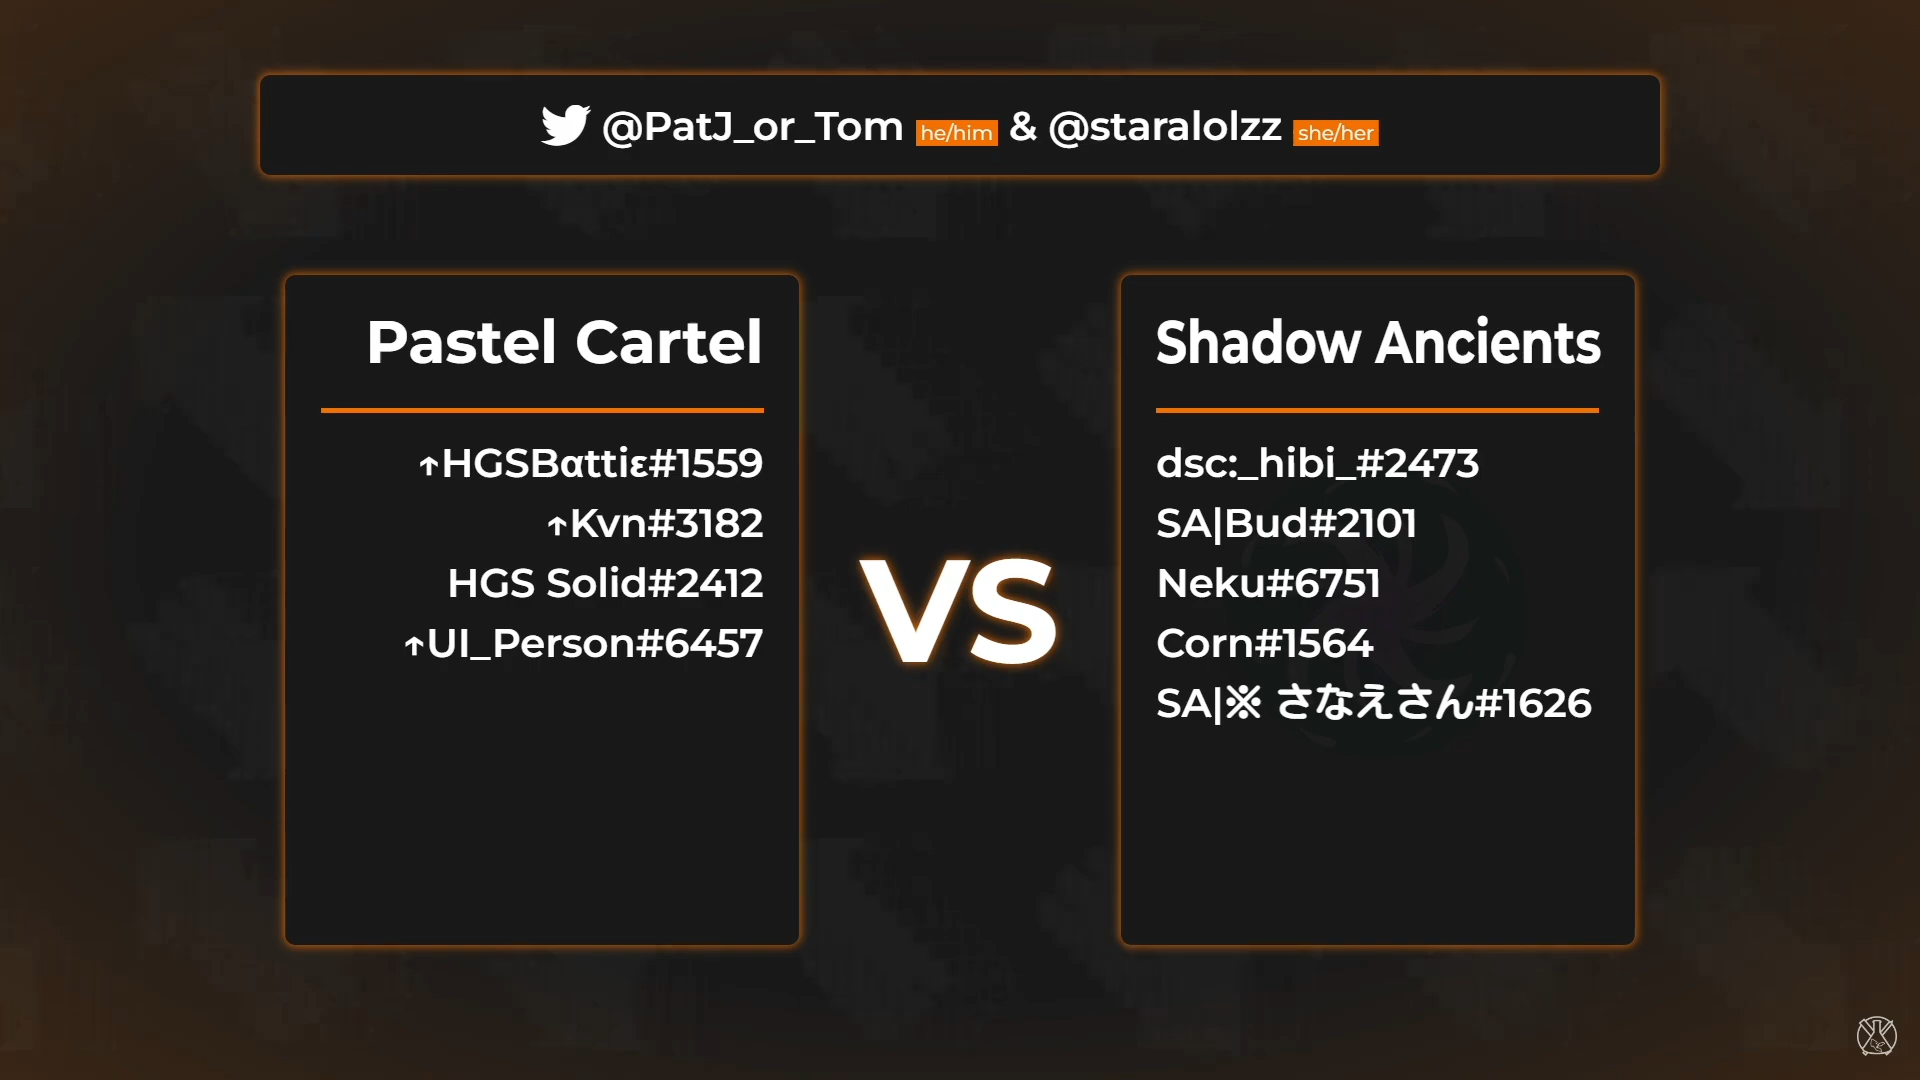 @PatJ_or_Tom he/him & @staralolzz she/her
Pastel Cartel
↑HGSBαttiε#1559
↑Kvn#3182
HGS Solid#2412
↑UI_Person#6457
VS
Shadow Ancients
dsc:_hibi_#2473
SA|Bud#2101
Neku#6751
Corn#1564
SA|※ さなえさん#1626